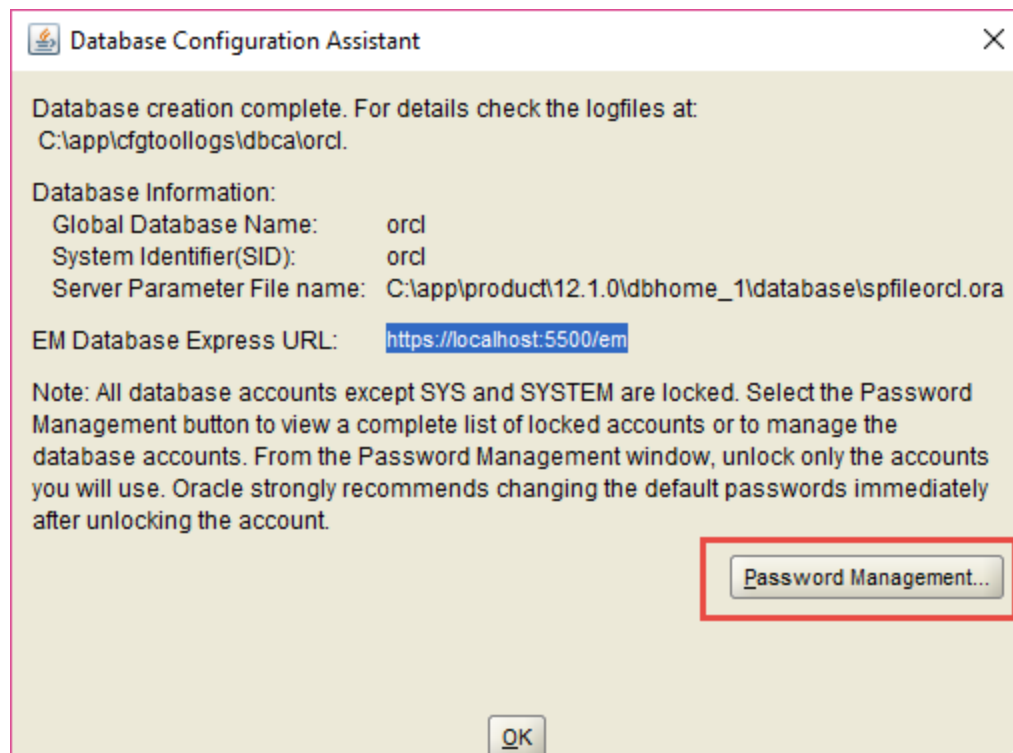 Database Configuration Assistant
Database creation complete. For details check the logfiles at:
C:\app\cfgtoollogs\dbca\orcl.
Database Information:
Global Database Name: orcl
System Identifier(SID): orcl
Server Parameter File name: C:\app\product\12.1.0\dbhome_1\database\spfileorcl.ora
EM Database Express URL: https://localhost:5500/em
Note: All database accounts except SYS and SYSTEM are locked. Select the Password
Management button to view a complete list of locked accounts or to manage the
database accounts. From the Password Management window, unlock only the accounts
you will use. Oracle strongly recommends changing the default passwords immediately
after unlocking the account.
Password Management...
OK